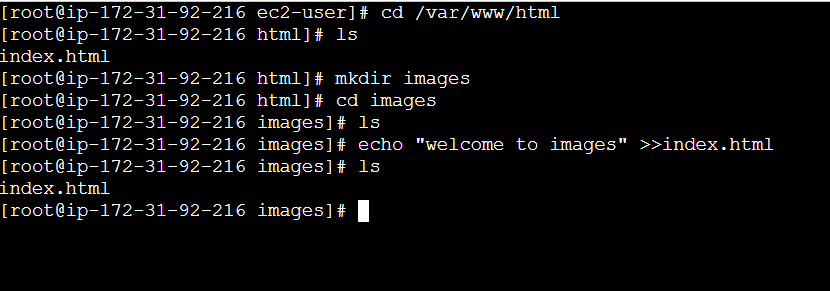 [root@ip-172-31-92-216 ec2-user]# cd /var/www/html
[root@ip-172-31-92-216 html]# ls
index.html
[root@ip-172-31-92-216 html]# mkdir images
[root@ip-172-31-92-216 html]# cd images
[root@ip-172-31-92-216 images]# ls
[root@ip-172-31-92-216 images]# echo "welcome to images" >>index.html
[root@ip-172-31-92-216 images]# ls
index.html
[root@ip-172-31-92-216 images]#